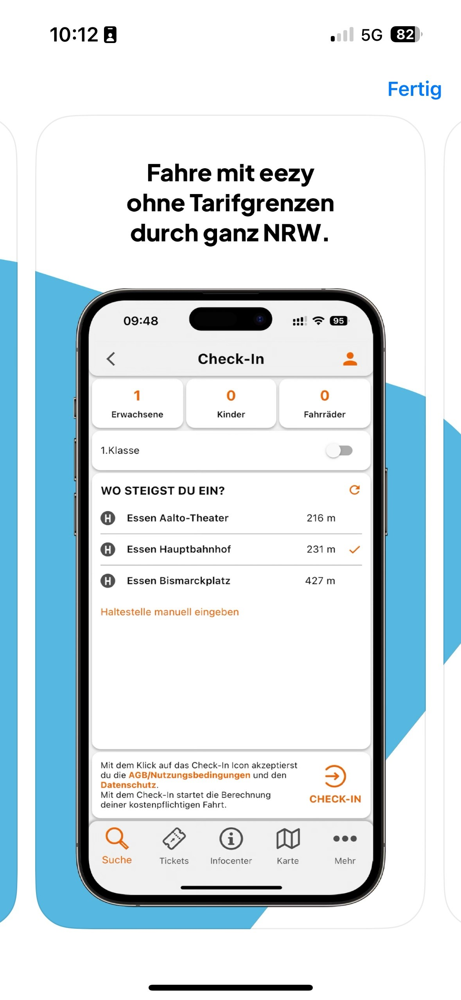 10:12
5G
82
Fertig
Fahre mit eezy
ohne Tarifgrenzen
durch ganz NRW.
09:48
95
Check-In
1
Erwachsene
0
Kinder
0
Fahrräder
1.Klasse
WO STEIGST DU EIN?
H Essen Aalto-Theater 216 m
H Essen Hauptbahnhof 231 m
H Essen Bismarckplatz 427 m
Haltestelle manuell eingeben
Mit dem Klick auf das Check-In Icon akzeptierst
du die AGB/Nutzungsbedingungen und den
Datenschutz.
Mit dem Check-In startet die Berechnung
deiner kostenpflichtigen Fahrt.
CHECK-IN
Suche
Tickets
Infocenter
Karte
Mehr